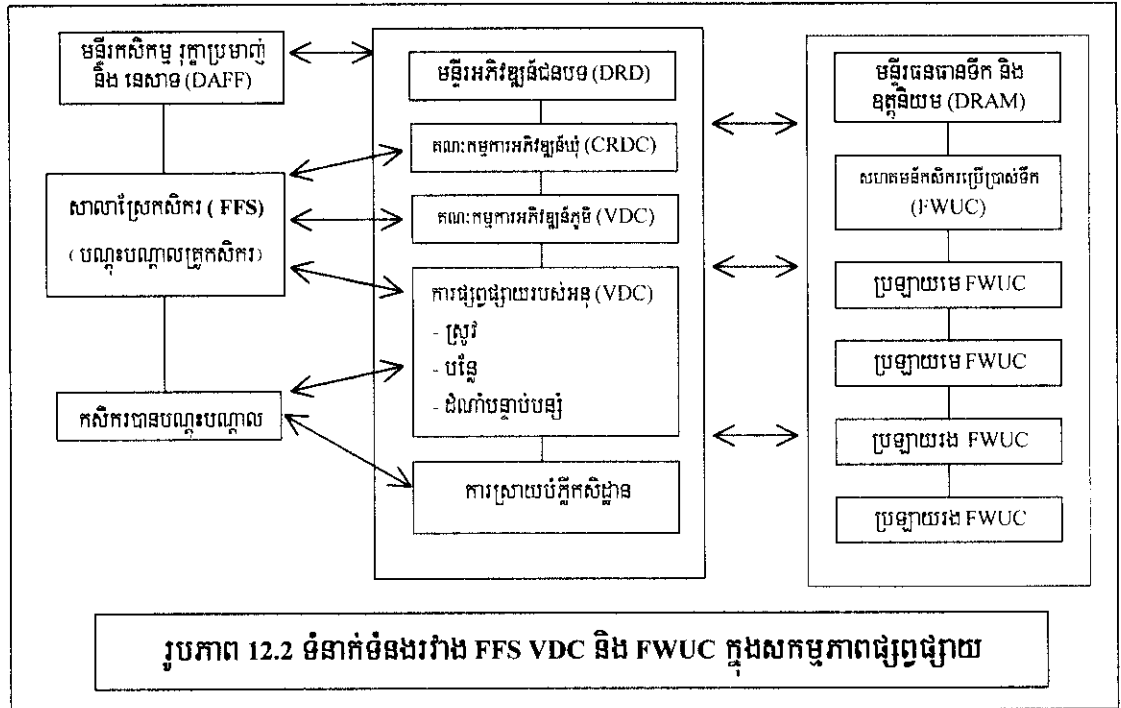 មន្ទីរកសិកម្ម រុក្ខាប្រមាញ់
និង នេសាទ (DAFF)
សាលាស្រែកសិករ ( FFS)
( បណ្តុះបណ្តាលគ្រូកសិករ)
កសិករបានបណ្តុះបណ្តាល
មន្ទីរអភិវឌ្ឍន៍ជនបទ (DRD)
គណៈកម្មការអភិវឌ្ឍន៍ឃុំ (CRDC)
គណៈកម្មការអភិវឌ្ឍន៍ភូមិ (VDC)
ការផ្សព្វផ្សាយរបស់អនុ (VDC)
- ស្រូវ
- បន្លែ
- ដំណាំបន្ទាប់បន្សំ
ការស្រាយបំភ្លឺកសិដ្ឋាន
មន្ទីរធនធានទឹក និង
ឧត្តុនិយម (DRAM)
សហគមន៍កសិករប្រើប្រាស់ទឹក
(FWUC)
ប្រឡាយមេ FWUC
ប្រឡាយមេ FWUC
ប្រឡាយរង FWUC
ប្រឡាយរង FWUC
រូបភាព 12.2 ទំនាក់ទំនងរវាង FFS VDC និង FWUC ក្នុងសកម្មភាពផ្សព្វផ្សាយ